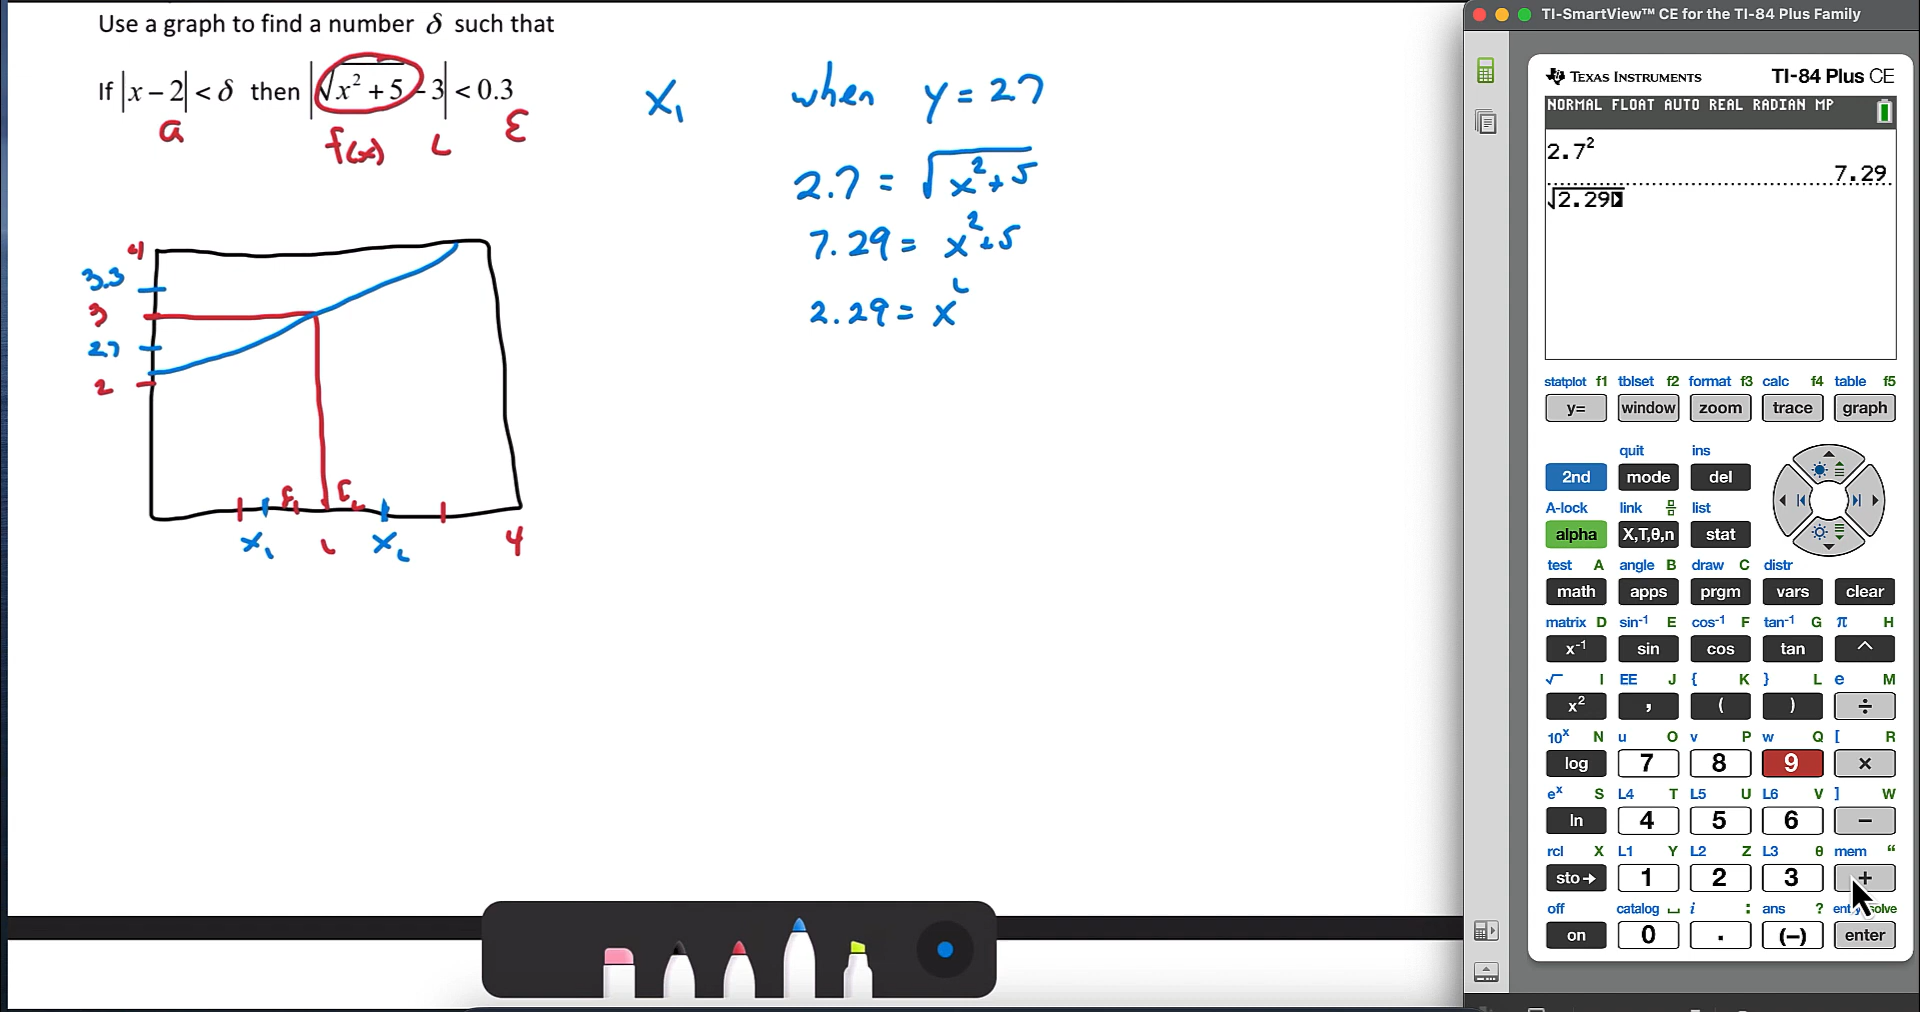 Use a graph to find a number δ such that
If |x − 2| < δ then |√x² + 5 - 3| < 0.3
a f(x) L ε
x₁ when y = 27
2.7 = √x² + 5
7.29 = x² + 5
2.29 = x²
4
3.3
3
2.7
2
δ₁ δ₂
x₁ 2 x₂ 4
TI-SmartView™ CE for the TI-84 Plus Family
TEXAS INSTRUMENTS TI-84 Plus CE
NORMAL FLOAT AUTO REAL RADIAN MP
2.7²
7.29
√2.29
statplot f1 tblset f2 format f3 calc f4 table f5
y= window zoom trace graph
quit ins
2nd mode del
A-lock link list
alpha X,T,θ,n stat
test A angle B draw C distr
math apps prgm vars clear
matrix D sin⁻¹ E cos⁻¹ F tan⁻¹ G π H
x⁻¹ sin cos tan ^
√ I EE J { K } L e M
x² , ( ) ÷
10ˣ N u O v P w Q [ R
log 7 8 9 ×
eˣ S L4 T L5 U L6 V ] W
ln 4 5 6 −
rcl X L1 Y L2 Z L3 θ mem “
sto→ 1 2 3 +
off catalog ⎵ i : ans ? entry solve
on 0 . (−) enter